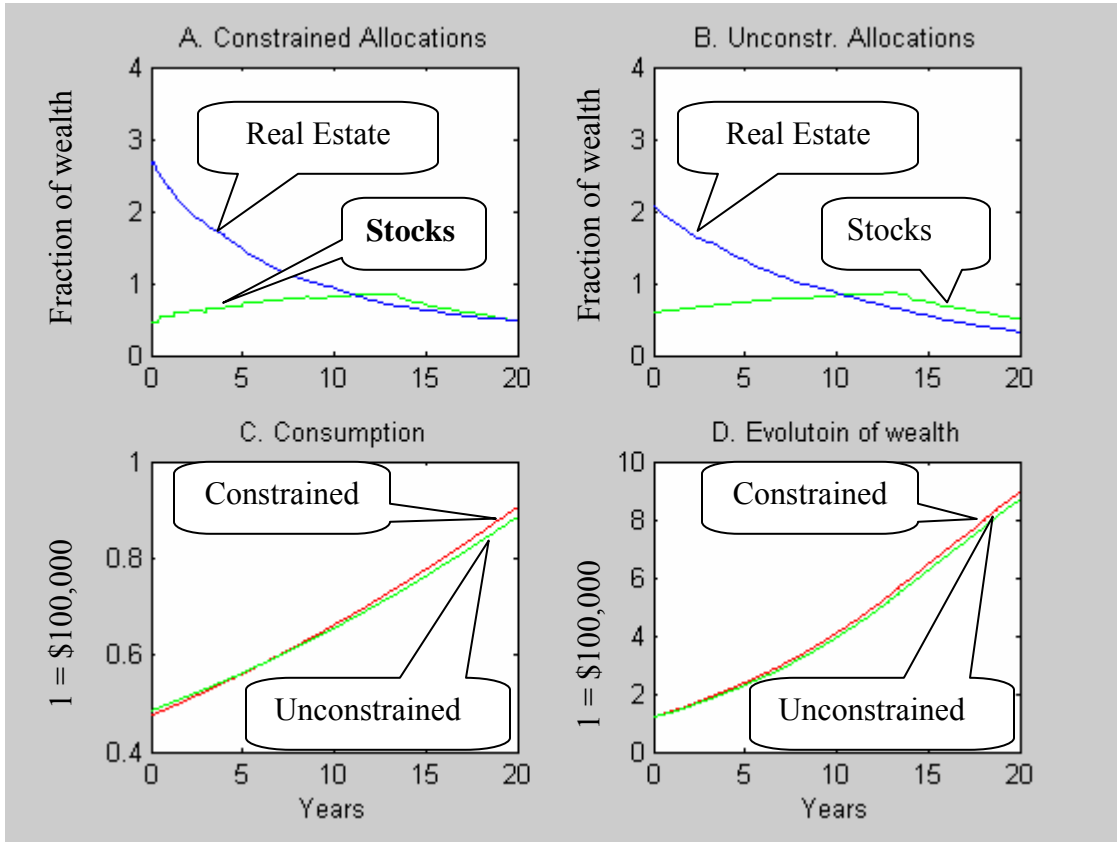 A. Constrained Allocations
Fraction of wealth
4
3
2
1
0
Real Estate
Stocks
0 5 10 15 20
B. Unconstr. Allocations
Fraction of wealth
4
3
2
1
0
Real Estate
Stocks
0 5 10 15 20
C. Consumption
1 = $100,000
1
0.8
0.6
0.4
Constrained
Unconstrained
0 5 10 15 20
Years
D. Evolutoin of wealth
1 = $100,000
10
8
6
4
2
0
Constrained
Unconstrained
0 5 10 15 20
Years